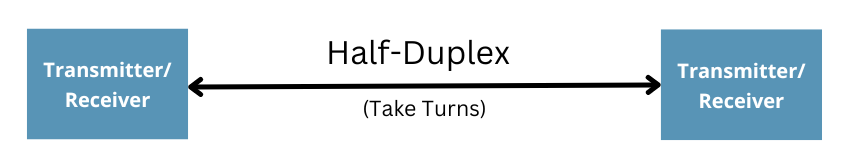 Half-Duplex
Transmitter/
Receiver
(Take Turns)
Transmitter/
Receiver